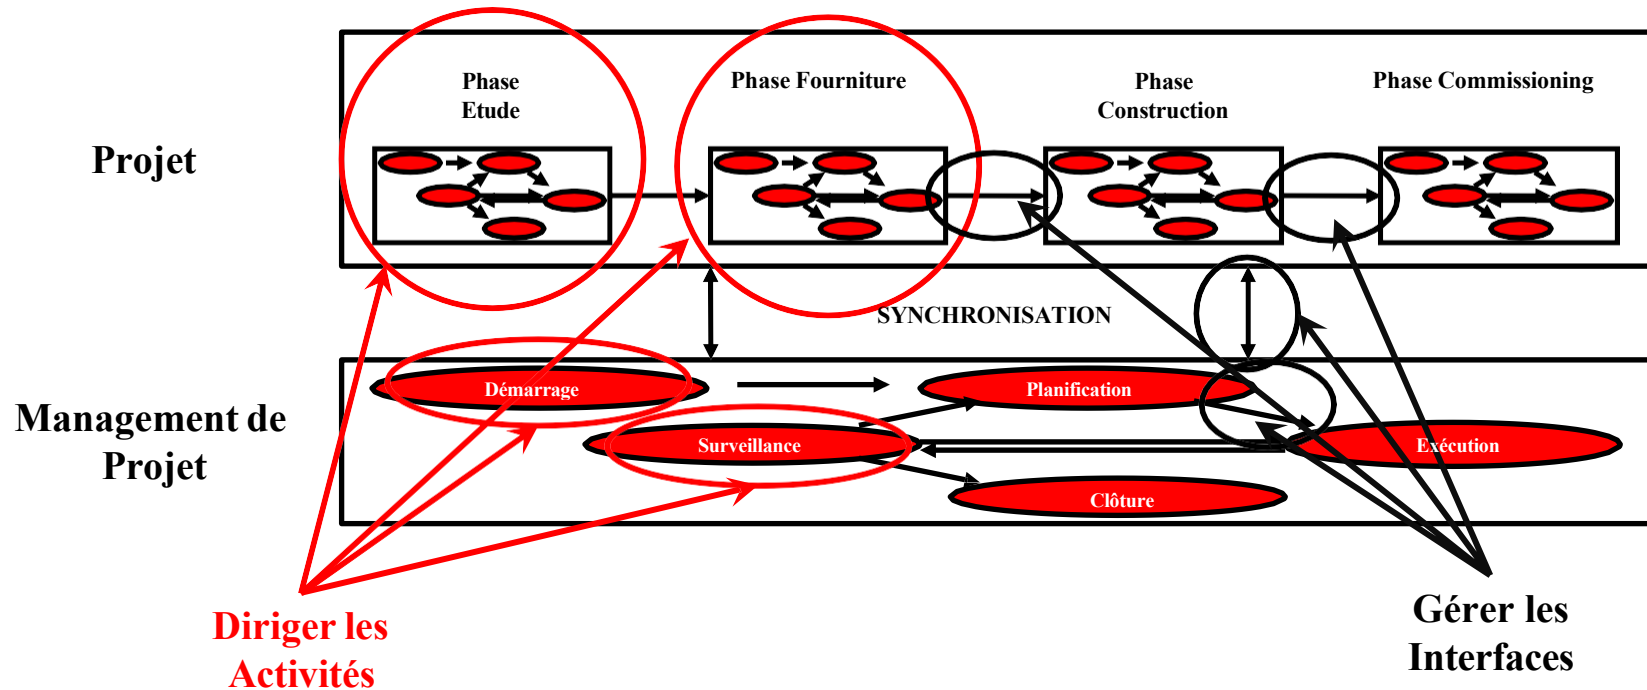 Phase
Etude
Phase Fourniture
Phase
Construction
Phase Commissioning
Projet
SYNCHRONISATION
Démarrage
Planification
Management de
Projet
Surveillance
Exécution
Clôture
Diriger les
Activités
Gérer les
Interfaces